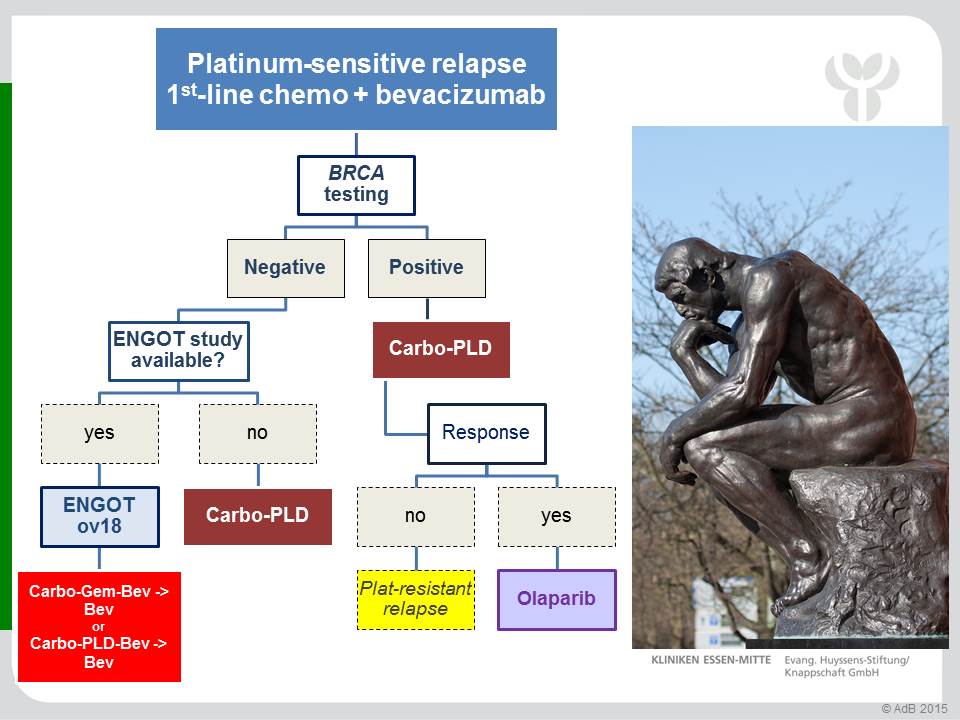 Platinum-sensitive relapse
1st-line chemo + bevacizumab
BRCA
testing
Negative
Positive
ENGOT study
available?
Carbo-PLD
yes
no
Response
ENGOT
ov18
Carbo-PLD
no
yes
Carbo-Gem-Bev ->
Bev
or
Carbo-PLD-Bev ->
Bev
Plat-resistant
relapse
Olaparib
KLINIKEN ESSEN-MITTE
Evang. Huyssens-Stiftung/
Knappschaft GmbH
© AdB 2015